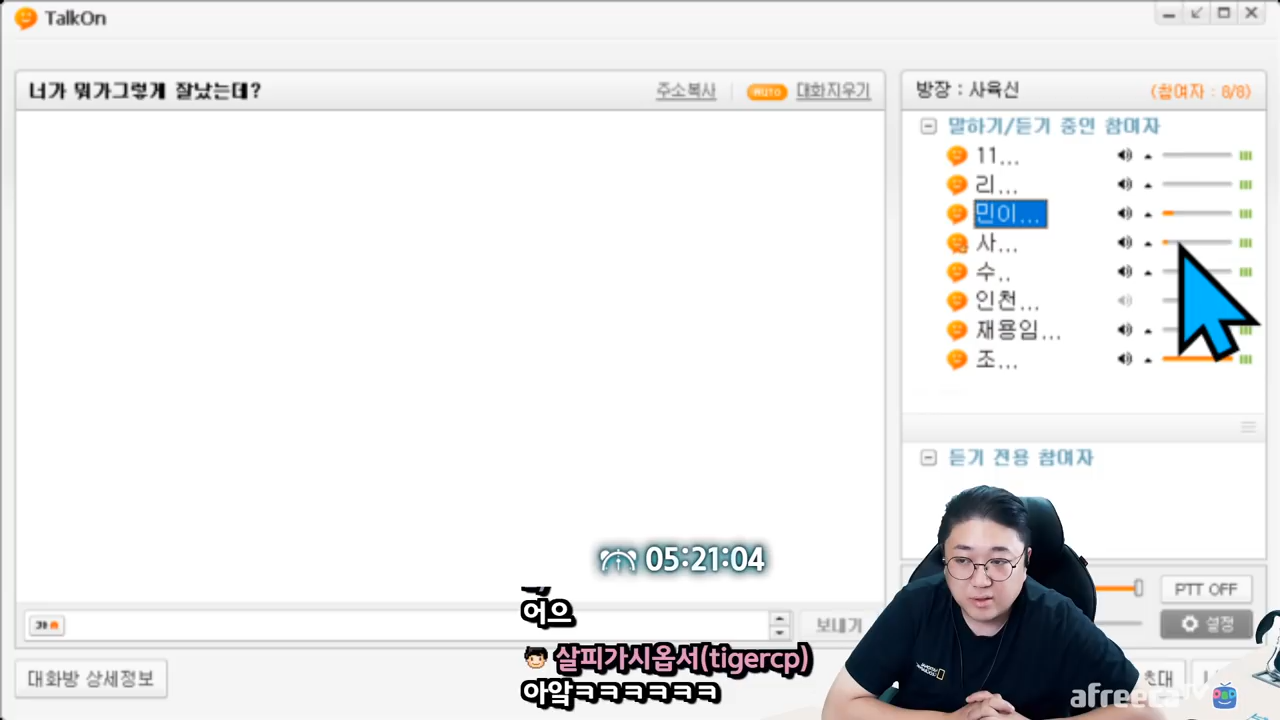 TalkOn
너가 뭐가그렇게 잘났는데?
주소복사
AUTO
대화지우기
방장 : 사육신
(참여자 : 8/8)
말하기/듣기 중인 참여자
11...
리...
민이...
사...
수..
인천...
재용임...
조...
듣기 전용 참여자
05:21:04
어으
살피가시옵서(tigercp)
아앜ㅋㅋㅋㅋㅋㅋ
가
보내기
PTT OFF
설정
대화방 상세정보
초대
NATIONAL GEOGRAPHIC
afreecaTV